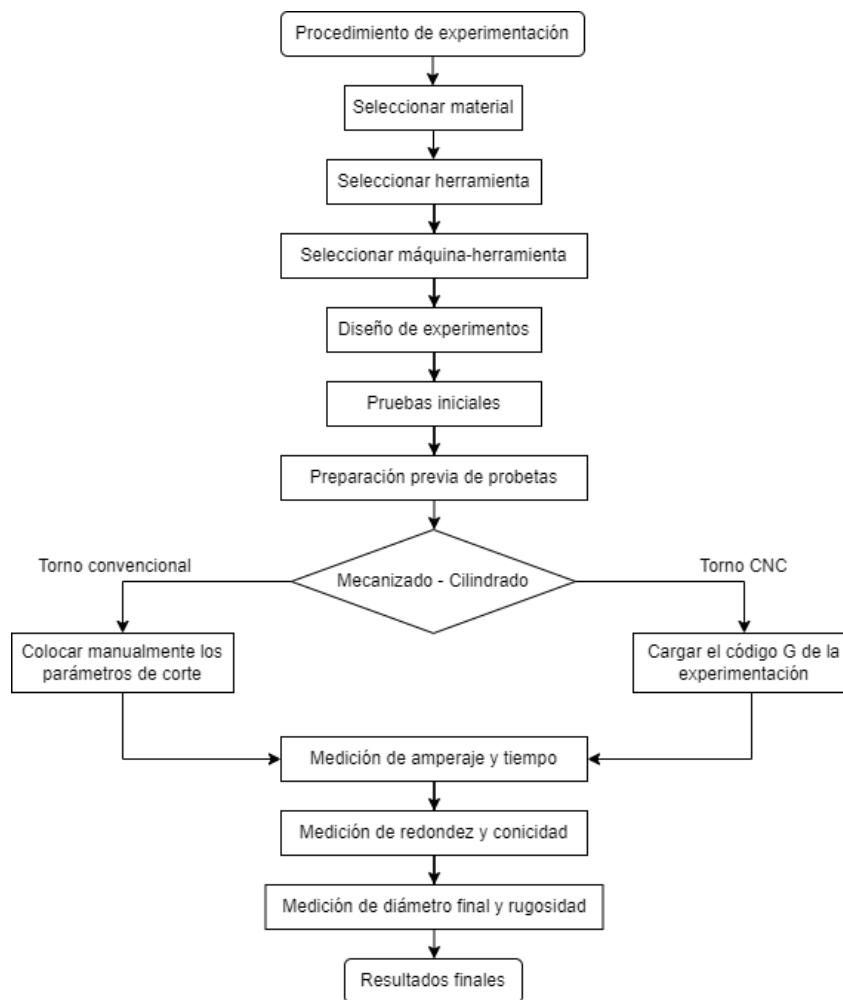 Procedimiento de experimentación
Seleccionar material
Seleccionar herramienta
Seleccionar máquina-herramienta
Diseño de experimentos
Pruebas iniciales
Preparación previa de probetas
Torno convencional
Mecanizado - Cilindrado
Torno CNC
Colocar manualmente los
parámetros de corte
Cargar el código G de la
experimentación
Medición de amperaje y tiempo
Medición de redondez y conicidad
Medición de diámetro final y rugosidad
Resultados finales